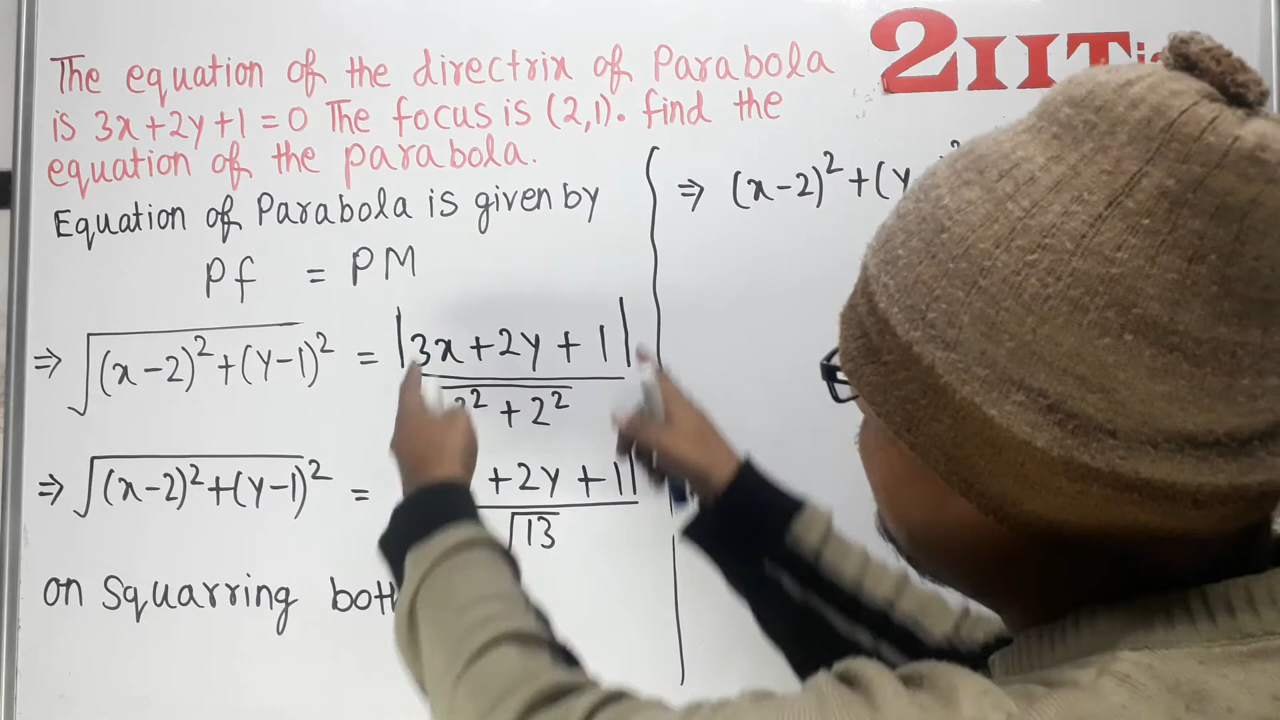 2IIT
The equation of the directrix of Parabola
is 3x+2y+1=0 The focus is (2,1). find the
equation of the parabola.
Equation of Parabola is given by
Pf = PM
⇒ √(x-2)²+(y-1)² = |3x+2y+1|
²+2²
⇒ √(x-2)²+(y-1)² = +2y+1|
√13
on Squarring
⇒ (x-2)²+(y